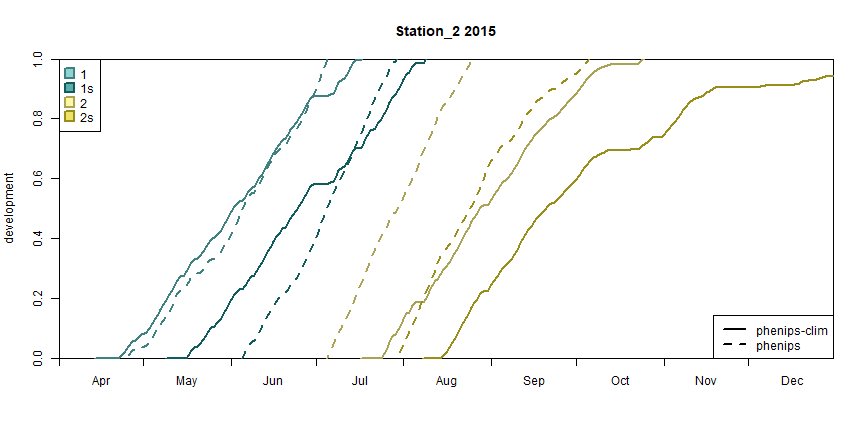 Station_2 2015
1
1s
2
2s
development
0.0
0.2
0.4
0.6
0.8
1.0
phenips-clim
phenips
Apr May Jun Jul Aug Sep Oct Nov Dec